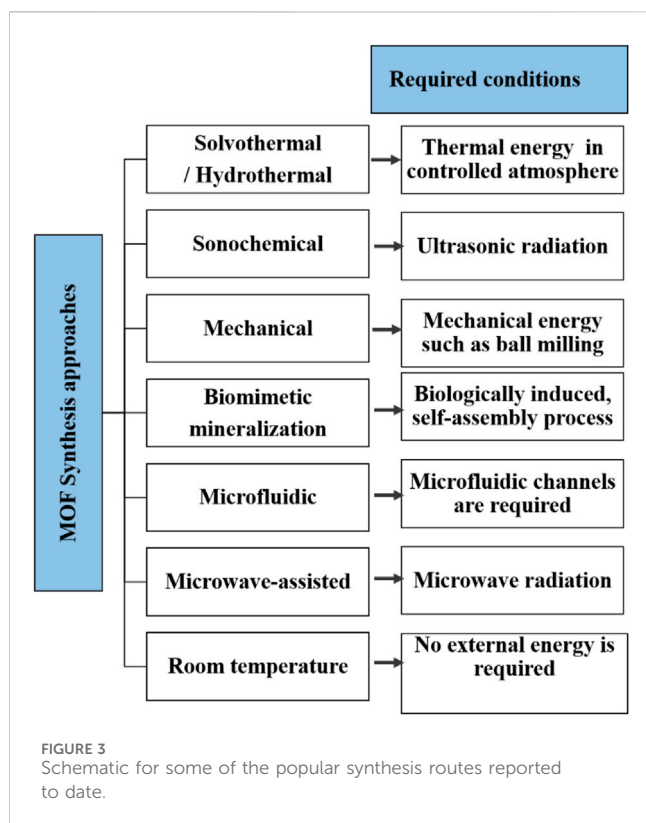 Required conditions
MOF Synthesis approaches
Solvothermal
/ Hydrothermal
Thermal energy in
controlled atmosphere
Sonochemical
Ultrasonic radiation
Mechanical
Mechanical energy
such as ball milling
Biomimetic
mineralization
Biologically induced,
self-assembly process
Microfluidic
Microfluidic channels
are required
Microwave-assisted
Microwave radiation
Room temperature
No external energy is
required
FIGURE 3
Schematic for some of the popular synthesis routes reported
to date.